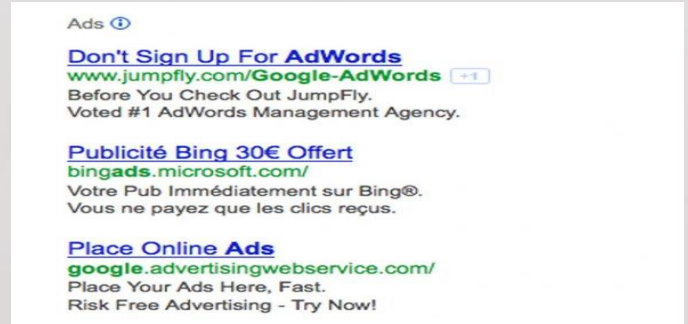 Ads
Don't Sign Up For AdWords
www.jumpfly.com/Google-AdWords +1
Before You Check Out JumpFly.
Voted #1 AdWords Management Agency.
Publicité Bing 30€ Offert
bingads.microsoft.com/
Votre Pub Immédiatement sur Bing®.
Vous ne payez que les clics reçus.
Place Online Ads
google.advertisingwebservice.com/
Place Your Ads Here, Fast.
Risk Free Advertising - Try Now!